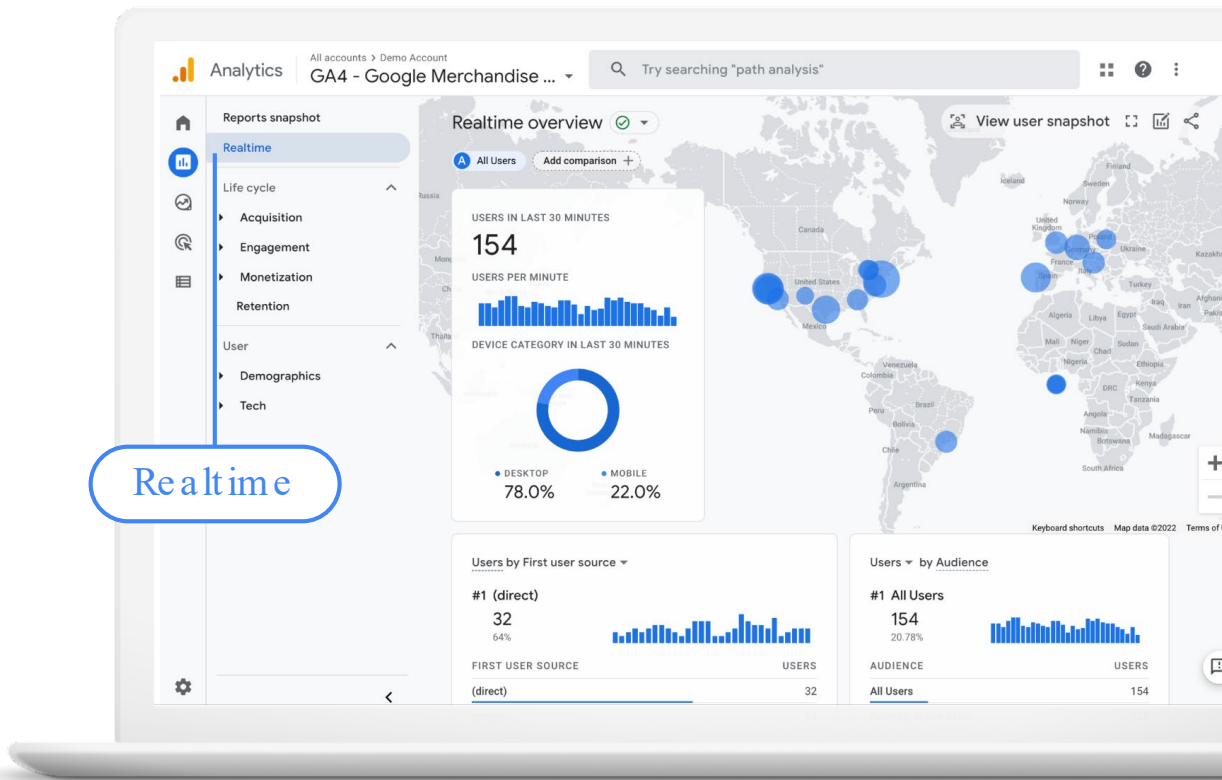 All accounts > Demo Account
Analytics
GA4 - Google Merchandise ...
Try searching "path analysis"
Reports snapshot
Realtime
Life cycle
Acquisition
Engagement
Monetization
Retention
User
Demographics
Tech
Realtime
Realtime overview
View user snapshot
A All Users
Add comparison +
USERS IN LAST 30 MINUTES
154
USERS PER MINUTE
DEVICE CATEGORY IN LAST 30 MINUTES
DESKTOP
MOBILE
78.0%
22.0%
Russia
Canada
United States
Mexico
Venezuela
Colombia
Brazil
Peru
Bolivia
Chile
Argentina
Iceland
Finland
Sweden
Norway
United
Kingdom
Poland
Germany
Ukraine
France
Spain
Italy
Turkey
Iraq
Iran
Algeria
Libya
Egypt
Saudi Arabia
Mali
Niger
Chad
Sudan
Nigeria
Ethiopia
DRC
Kenya
Tanzania
Angola
Namibia
Botswana
Madagascar
South Africa
Keyboard shortcuts
Map data ©2022
Terms of
Users by First user source
#1 (direct)
32
64%
FIRST USER SOURCE
USERS
(direct)
32
Users by Audience
#1 All Users
154
20.78%
AUDIENCE
USERS
All Users
154